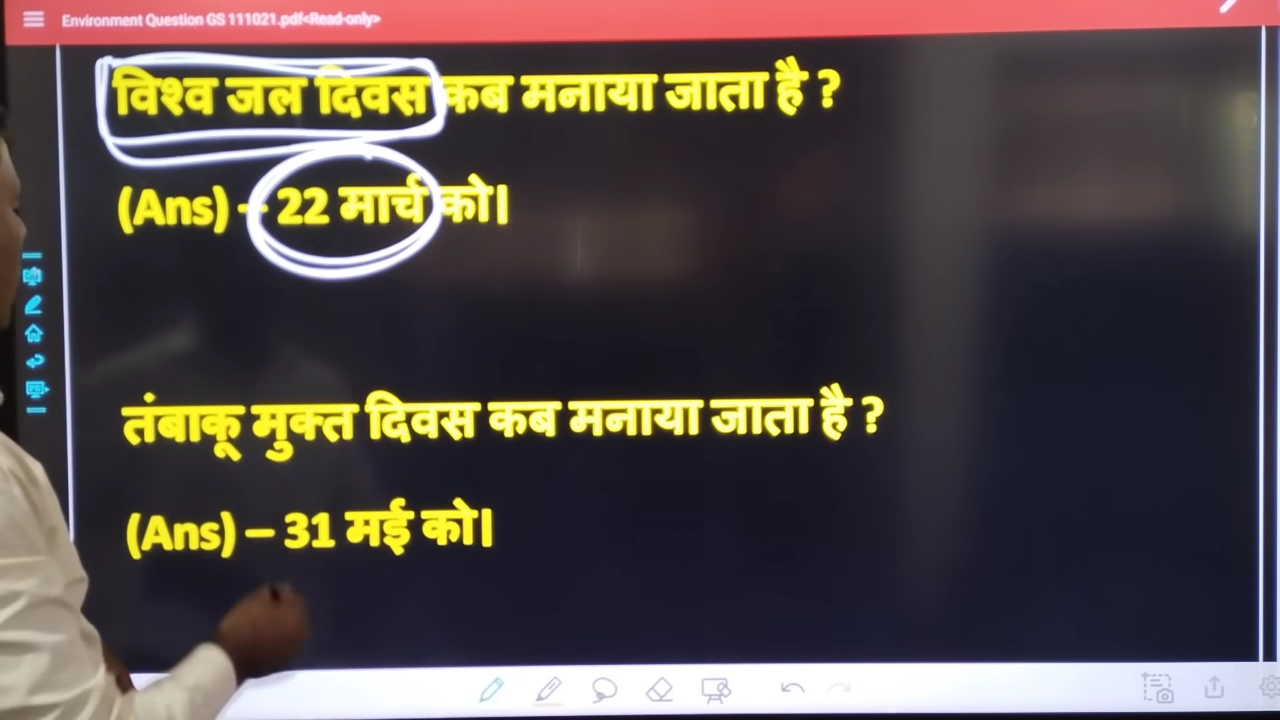 Environment Question GS 111021.pdf<Read-only>
विश्व जल दिवस कब मनाया जाता है ?
(Ans) – 22 मार्च को।
तंबाकू मुक्त दिवस कब मनाया जाता है ?
(Ans) – 31 मई को।